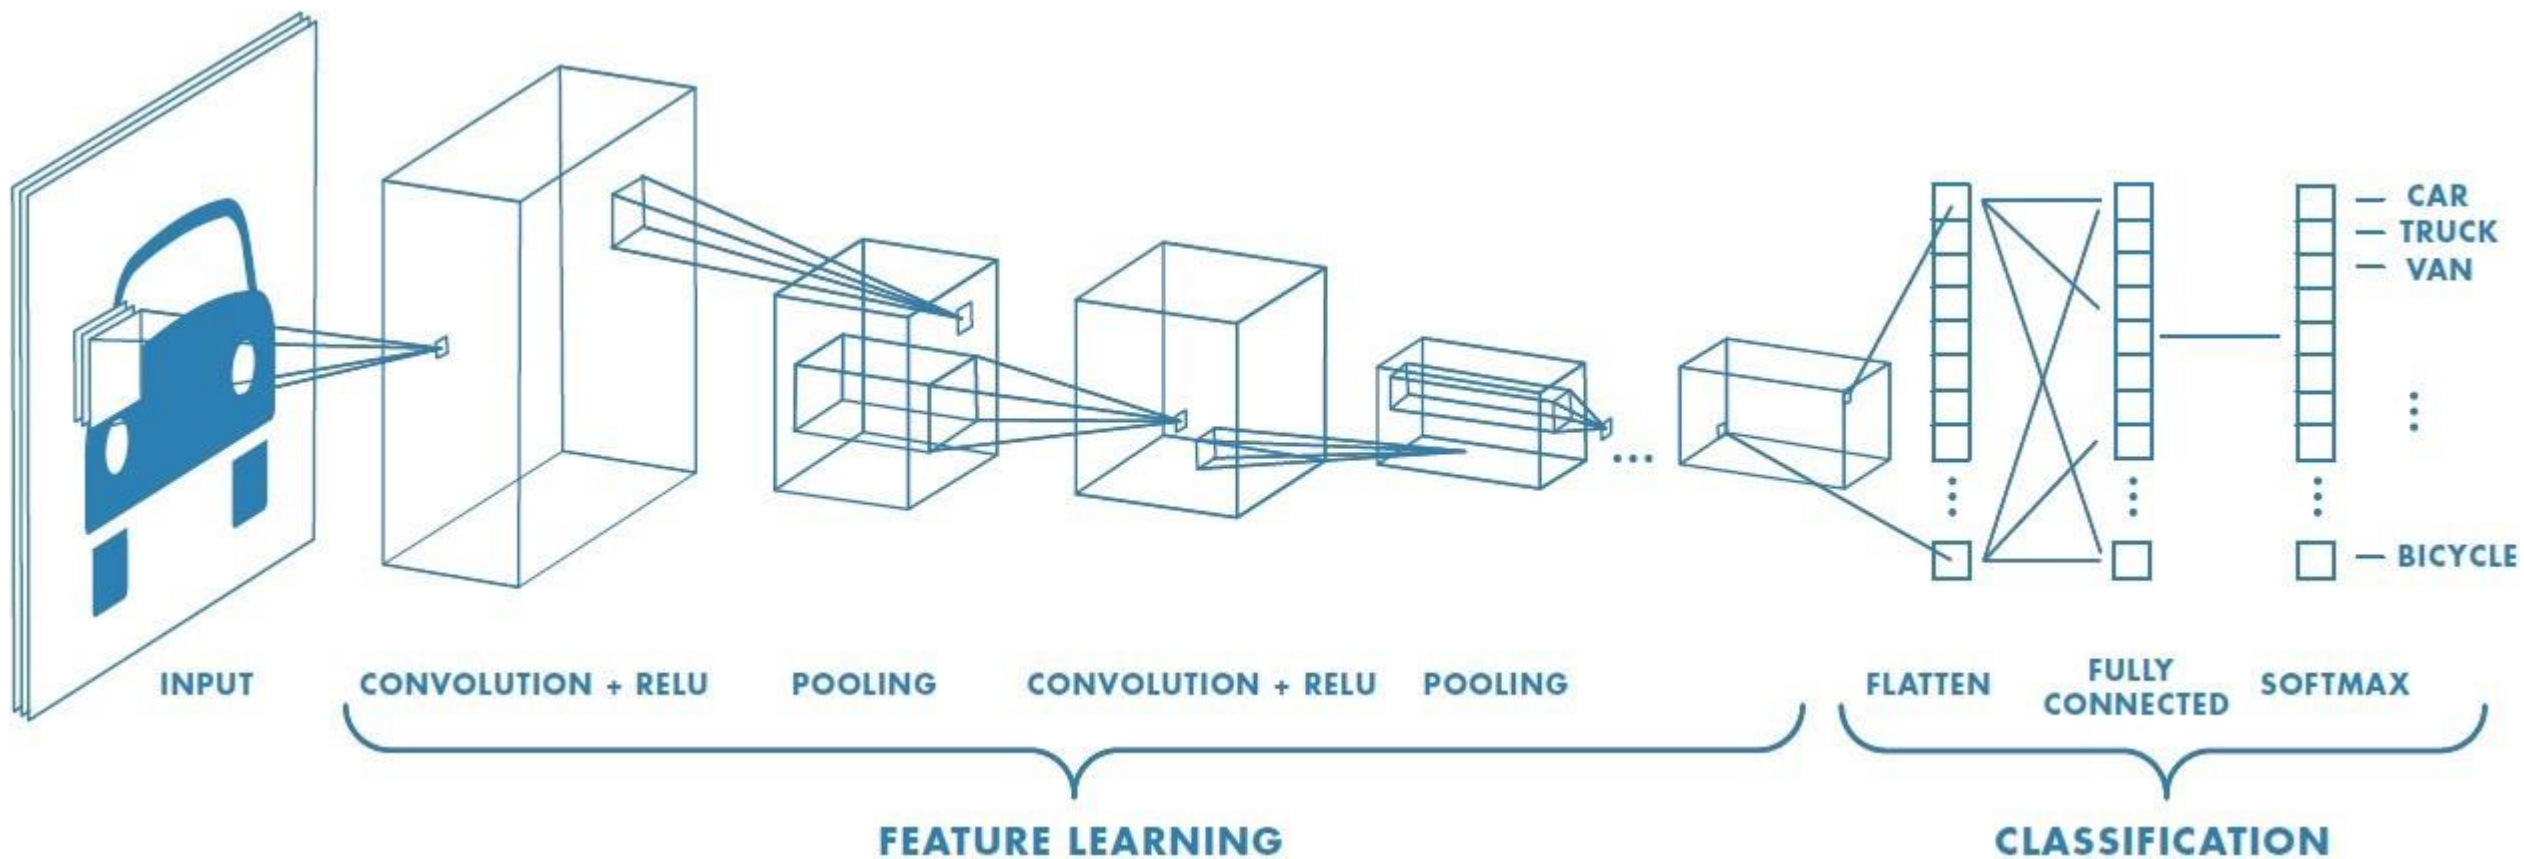 CAR
TRUCK
VAN
BICYCLE
INPUT
CONVOLUTION + RELU
POOLING
CONVOLUTION + RELU
POOLING
FLATTEN
FULLY
CONNECTED
SOFTMAX
FEATURE LEARNING
CLASSIFICATION